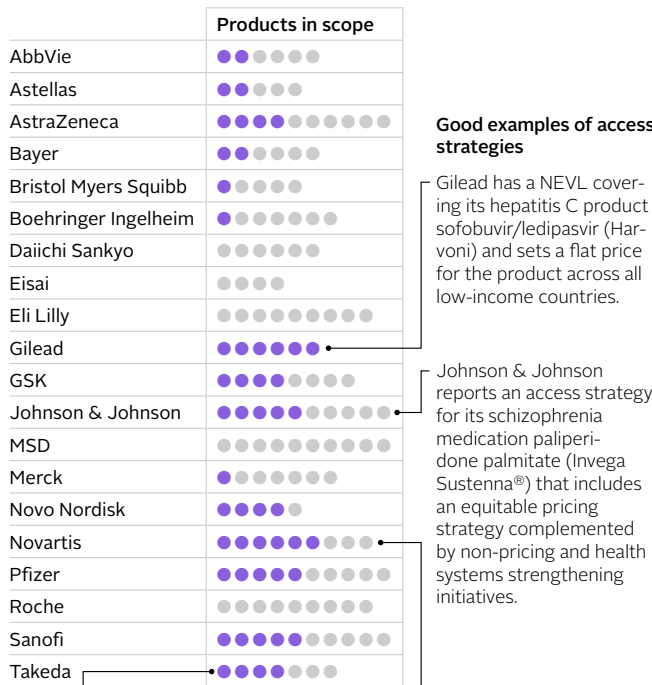 Products in scope
AbbVie
Astellas
AstraZeneca
Bayer
Bristol Myers Squibb
Boehringer Ingelheim
Daiichi Sankyo
Eisai
Eli Lilly
Gilead
GSK
Johnson & Johnson
MSD
Merck
Novo Nordisk
Novartis
Pfizer
Roche
Sanofi
Takeda
Good examples of access
strategies
Gilead has a NEVL cover-
ing its hepatitis C product
sofobuvir/ledipasvir (Har-
voni) and sets a flat price
for the product across all
low-income countries.
Johnson & Johnson
reports an access strategy
for its schizophrenia
medication paliperi-
done palmitate (Invega
Sustenna®) that includes
an equitable pricing
strategy complemented
by non-pricing and health
systems strengthening
initiatives.